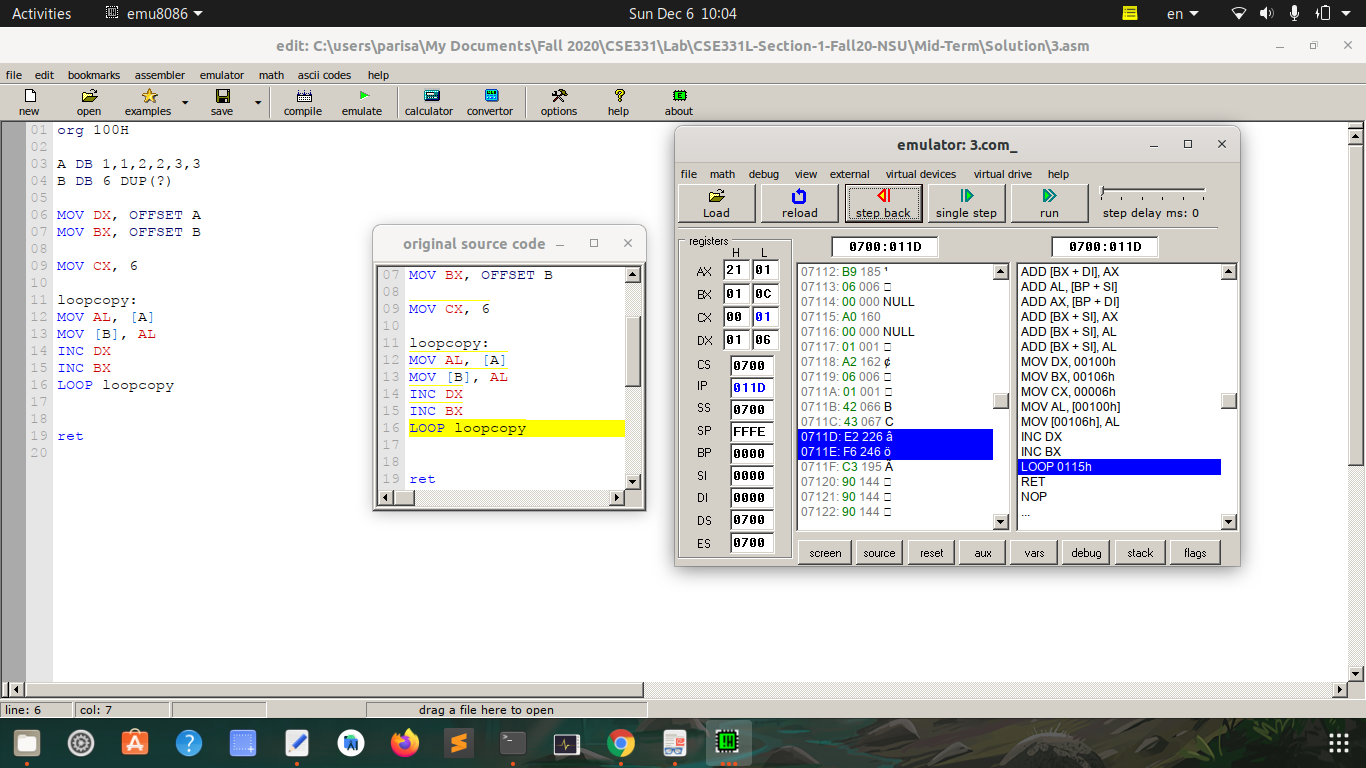 Activities emu8086 Sun Dec 6 10:04 en
edit: C:\users\parisa\My Documents\Fall 2020\CSE331\Lab\CSE331L-Section-1-Fall20-NSU\Mid-Term\Solution\3.asm
file edit bookmarks assembler emulator math ascii codes help
new open examples save compile emulate calculator convertor options help about
01 org 100H
02
03 A DB 1,1,2,2,3,3
04 B DB 6 DUP(?)
05
06 MOV DX, OFFSET A
07 MOV BX, OFFSET B
08
09 MOV CX, 6
10
11 loopcopy:
12 MOV AL, [A]
13 MOV [B], AL
14 INC DX
15 INC BX
16 LOOP loopcopy
17
18
19 ret
20
original source code
07 MOV BX, OFFSET B
08
09 MOV CX, 6
10
11 loopcopy:
12 MOV AL, [A]
13 MOV [B], AL
14 INC DX
15 INC BX
16 LOOP loopcopy
17
18
19 ret
emulator: 3.com_
file math debug view external virtual devices virtual drive help
Load reload step back single step run step delay ms: 0
registers
H L
AX 21 01
BX 01 0C
CX 00 01
DX 01 06
CS 0700
IP 011D
SS 0700
SP FFFE
BP 0000
SI 0000
DI 0000
DS 0700
ES 0700
0700:011D
07112: B9 185 ¹
07113: 06 006 □
07114: 00 000 NULL
07115: A0 160
07116: 00 000 NULL
07117: 01 001 □
07118: A2 162 ¢
07119: 06 006 □
0711A: 01 001 □
0711B: 42 066 B
0711C: 43 067 C
0711D: E2 226 â
0711E: F6 246 ö
0711F: C3 195 Ã
07120: 90 144 □
07121: 90 144 □
07122: 90 144 □
0700:011D
ADD [BX + DI], AX
ADD AL, [BP + SI]
ADD AX, [BP + DI]
ADD [BX + SI], AX
ADD [BX + SI], AL
ADD [BX + SI], AL
MOV DX, 00100h
MOV BX, 00106h
MOV CX, 00006h
MOV AL, [00100h]
MOV [00106h], AL
INC DX
INC BX
LOOP 0115h
RET
NOP
...
screen source reset aux vars debug stack flags
line: 6 col: 7 drag a file here to open